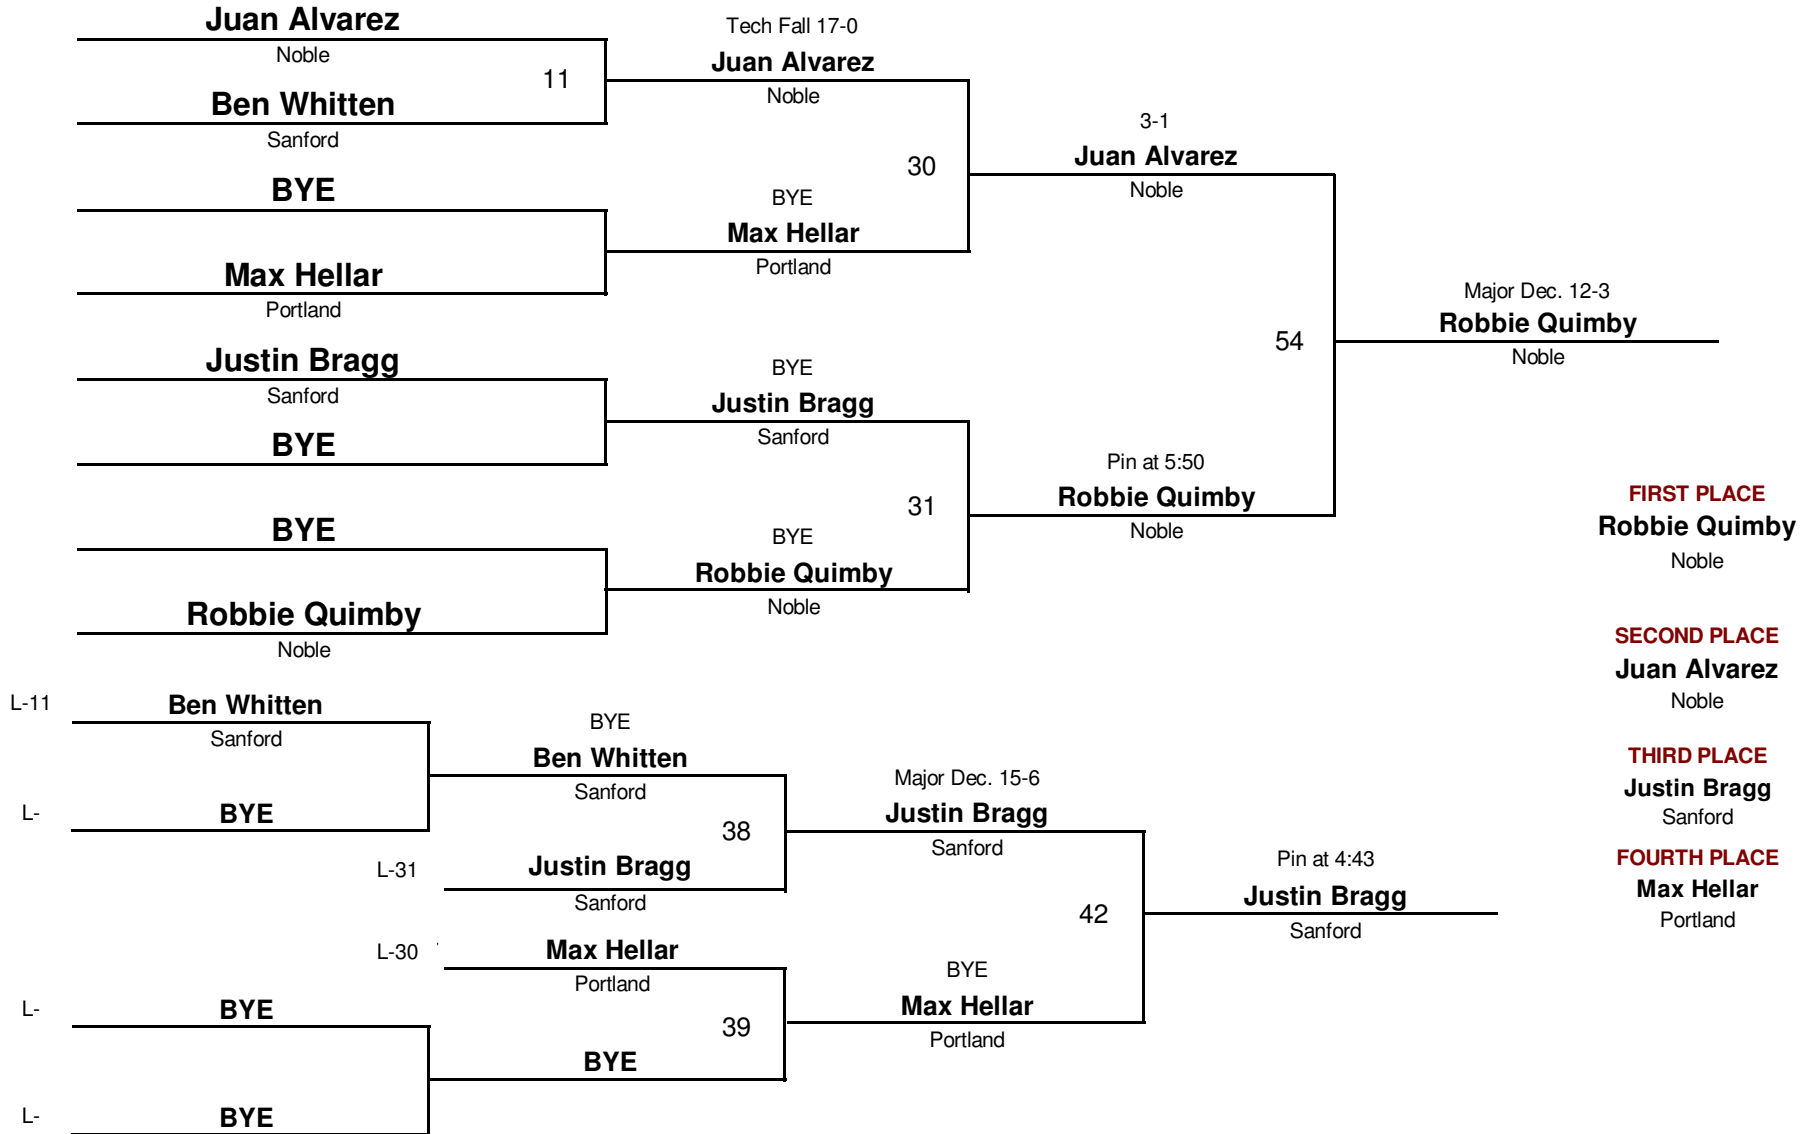 Juan Alvarez
Noble
11
Ben Whitten
Sanford
BYE
Max Hellar
Portland
Justin Bragg
Sanford
BYE
BYE
Robbie Quimby
Noble
Tech Fall 17-0
Juan Alvarez
Noble
30
BYE
Max Hellar
Portland
BYE
Justin Bragg
Sanford
31
BYE
Robbie Quimby
Noble
3-1
Juan Alvarez
Noble
54
Pin at 5:50
Robbie Quimby
Noble
Major Dec. 12-3
Robbie Quimby
Noble
FIRST PLACE
Robbie Quimby
Noble
SECOND PLACE
Juan Alvarez
Noble
THIRD PLACE
Justin Bragg
Sanford
FOURTH PLACE
Max Hellar
Portland
L-11
Ben Whitten
Sanford
L-
BYE
BYE
Ben Whitten
Sanford
38
L-31
Justin Bragg
Sanford
L-30
Max Hellar
Portland
L-
BYE
39
BYE
L-
BYE
Major Dec. 15-6
Justin Bragg
Sanford
42
BYE
Max Hellar
Portland
Pin at 4:43
Justin Bragg
Sanford